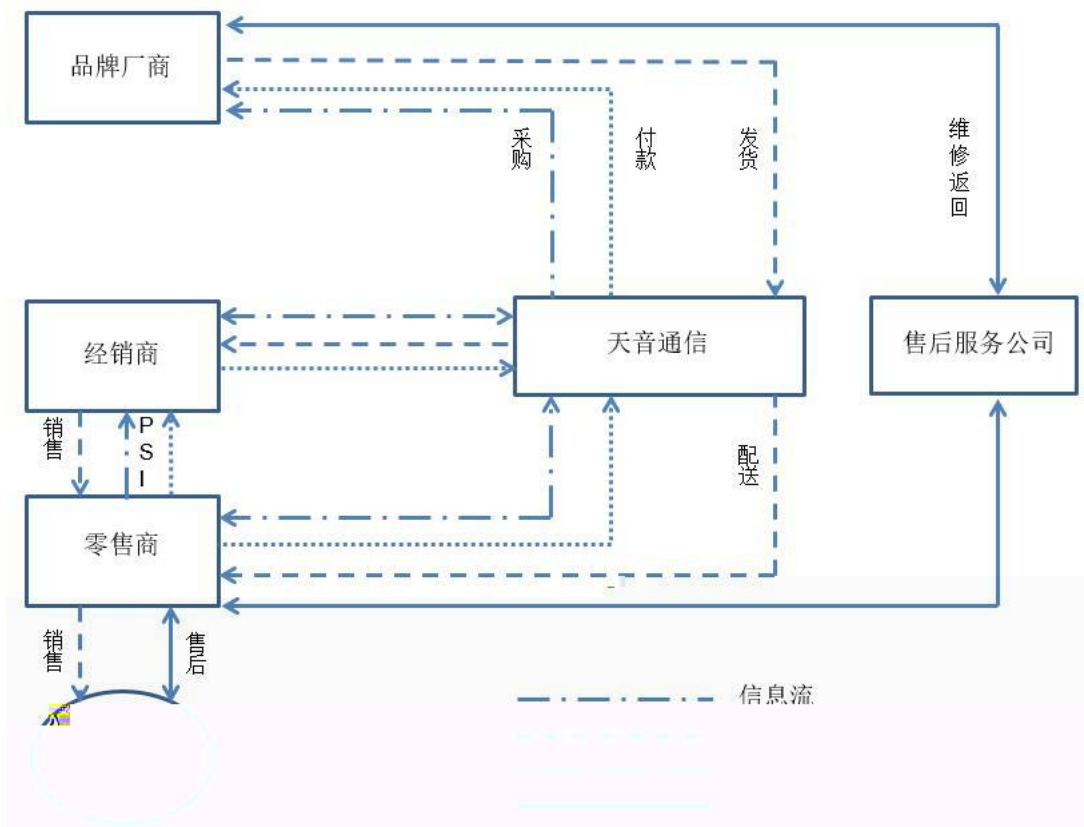 品牌厂商
采购
付款
发货
维修返回
经销商
天音通信
售后服务公司
销售
PSI
配送
零售商
销售
售后
信息流